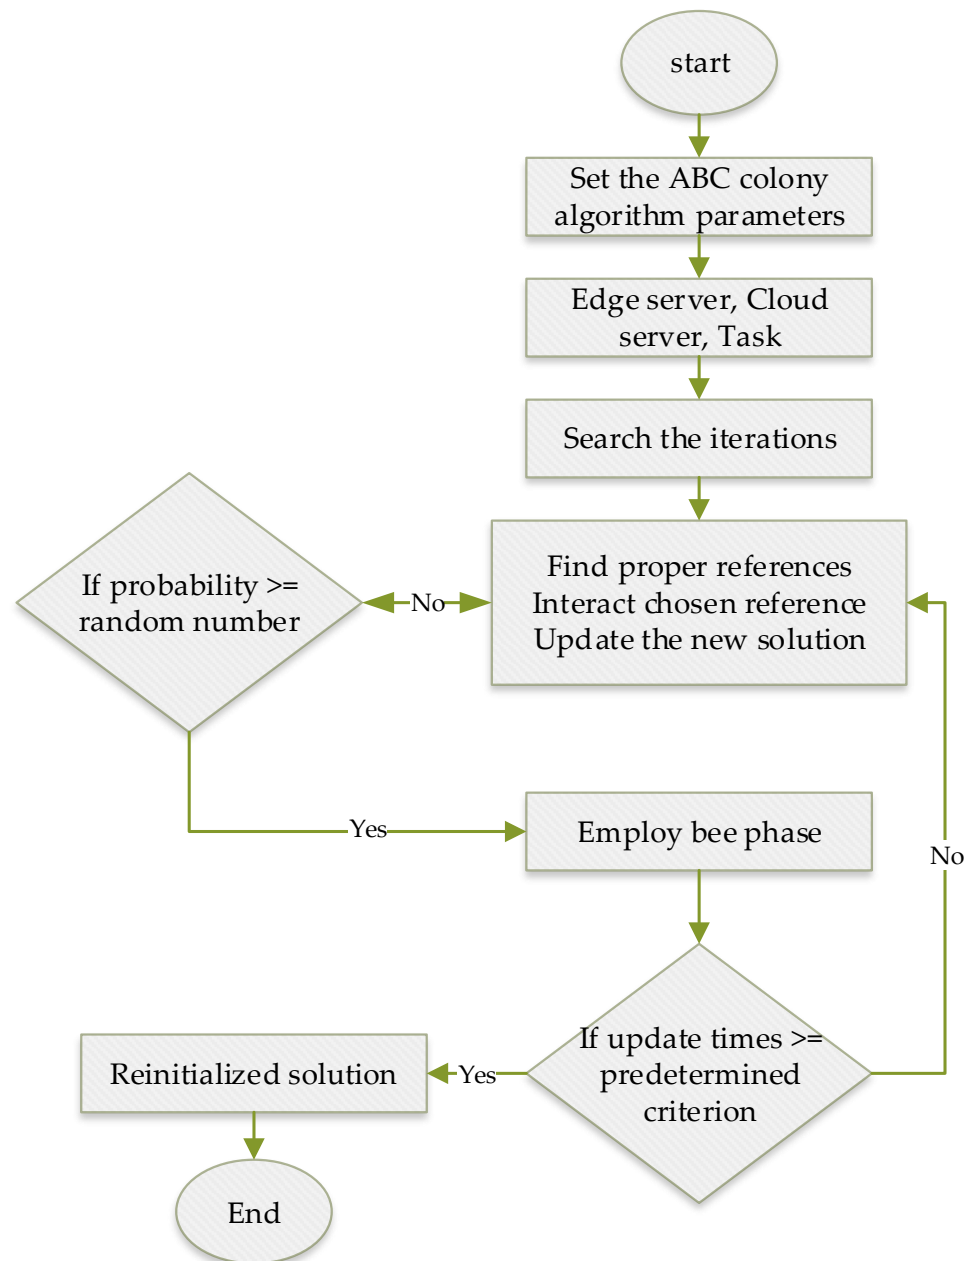 start
Set the ABC colony
algorithm parameters
Edge server, Cloud
server, Task
Search the iterations
If probability >=
random number
No
Find proper references
Interact chosen reference
Update the new solution
Yes
Employ bee phase
No
If update times >=
predetermined
criterion
Yes
Reinitialized solution
End